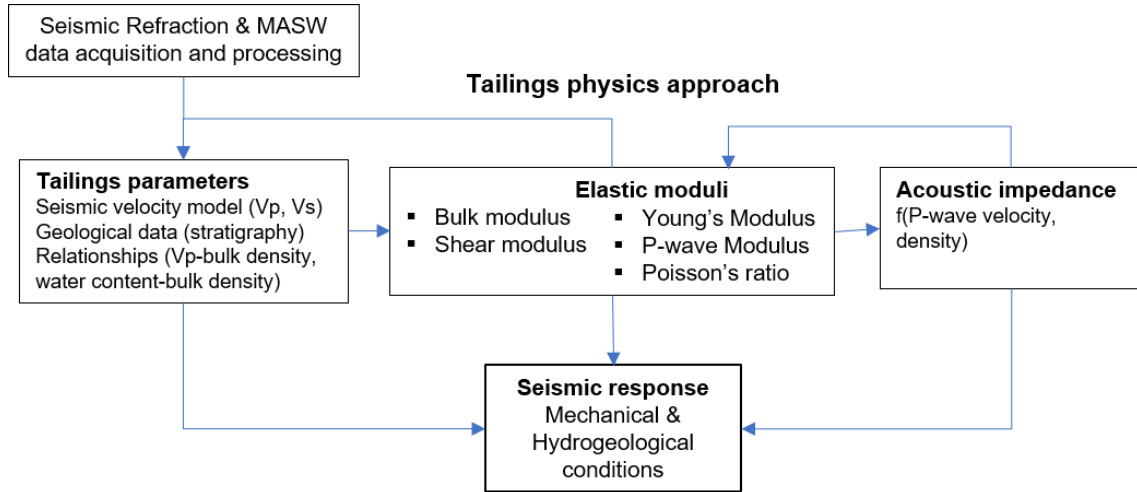 Seismic Refraction & MASW
data acquisition and processing
Tailings physics approach
Tailings parameters
Seismic velocity model (Vp, Vs)
Geological data (stratigraphy)
Relationships (Vp-bulk density,
water content-bulk density)
Elastic moduli
▪ Bulk modulus
▪ Shear modulus
▪ Young’s Modulus
▪ P-wave Modulus
▪ Poisson’s ratio
Acoustic impedance
f(P-wave velocity,
density)
Seismic response
Mechanical &
Hydrogeological
conditions